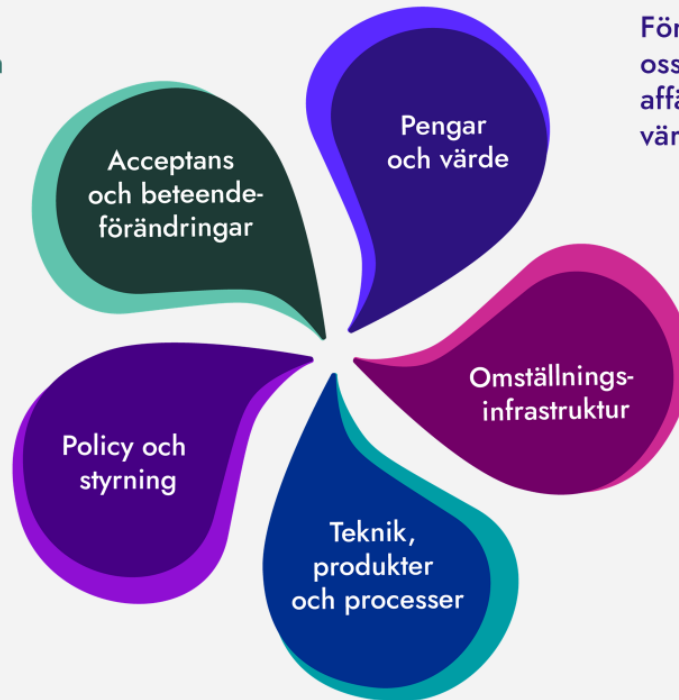 Acceptans
och beteende-
förändringar
Pengar
och värde
Omställnings-
infrastruktur
Teknik,
produkter
och processer
Policy och
styrning